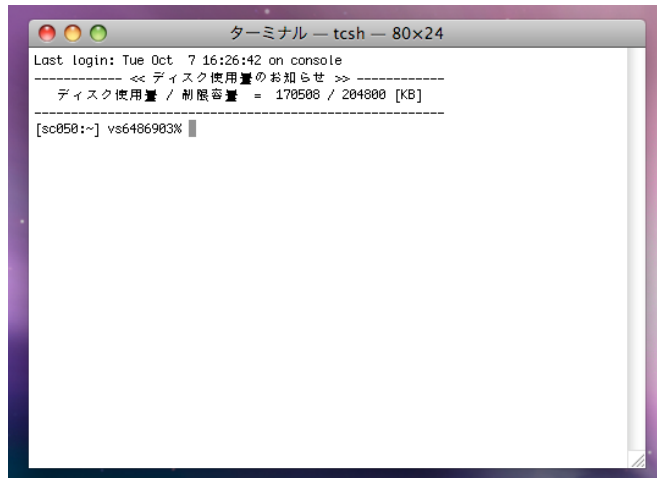 ターミナル — tcsh — 80×24
Last login: Tue Oct  7 16:26:42 on console
------------ << ディスク使用量のお知らせ >> ------------
   ディスク使用量 / 制限容量  =  170508 / 204800 [KB]
------------------------------------------------------
[sc050:~] vs6486903%